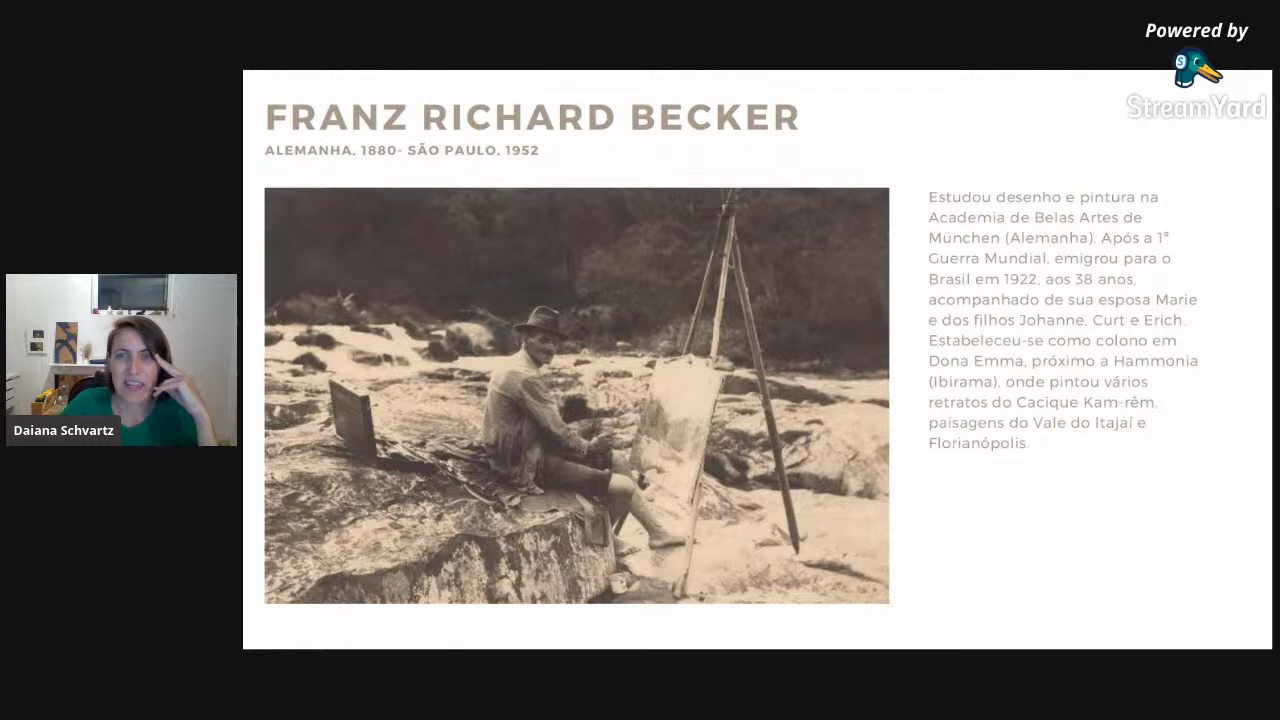 Powered by
StreamYard
FRANZ RICHARD BECKER
ALEMANHA, 1880- SÃO PAULO, 1952
Estudou desenho e pintura na
Academia de Belas Artes de
München (Alemanha). Após a 1ª
Guerra Mundial, emigrou para o
Brasil em 1922, aos 38 anos,
acompanhado de sua esposa Marie
e dos filhos Johanne, Curt e Erich.
Estabeleceu-se como colono em
Dona Emma, próximo a Hammonia
(Ibirama), onde pintou vários
retratos do Cacique Kam-rêm,
paisagens do Vale do Itajaí e
Florianópolis.
Daiana Schvartz